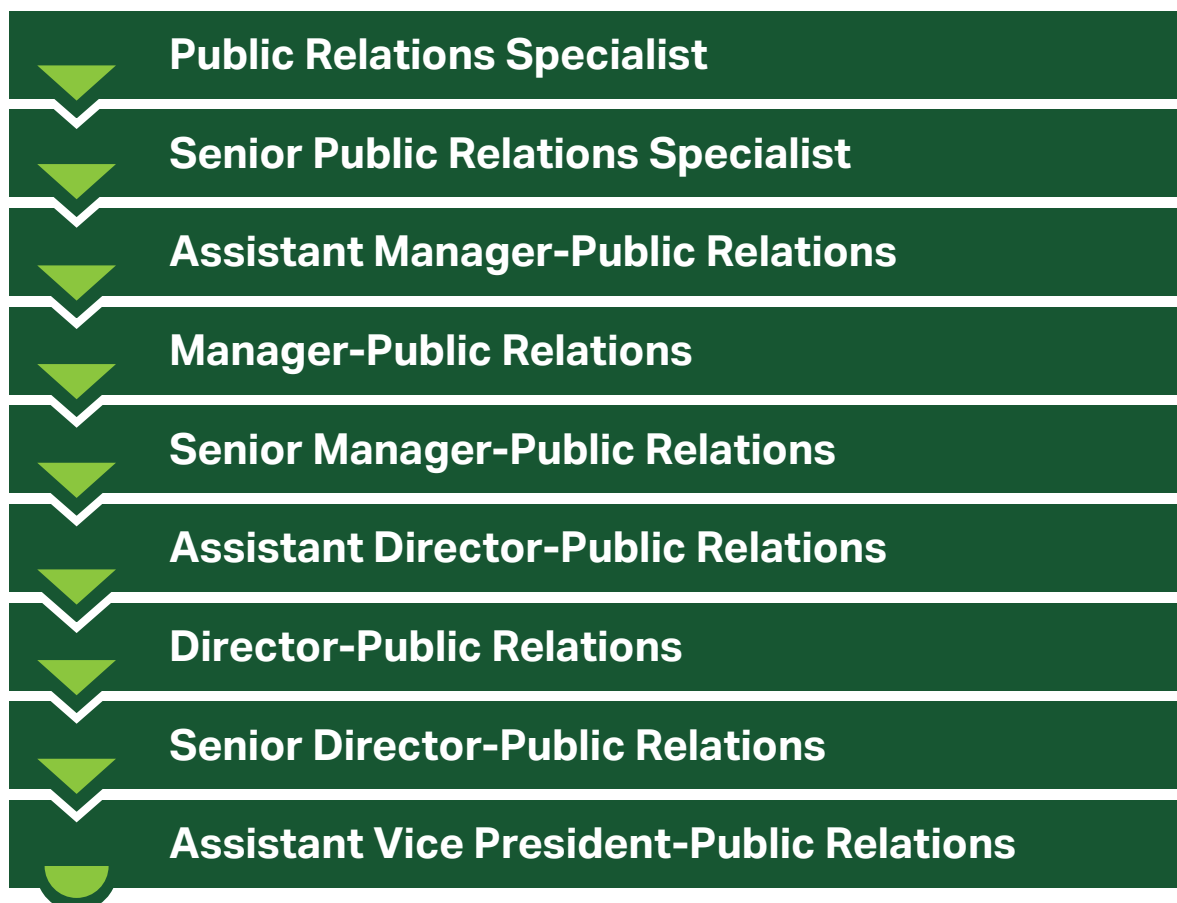 Public Relations Specialist
Senior Public Relations Specialist
Assistant Manager-Public Relations
Manager-Public Relations
Senior Manager-Public Relations
Assistant Director-Public Relations
Director-Public Relations
Senior Director-Public Relations
Assistant Vice President-Public Relations